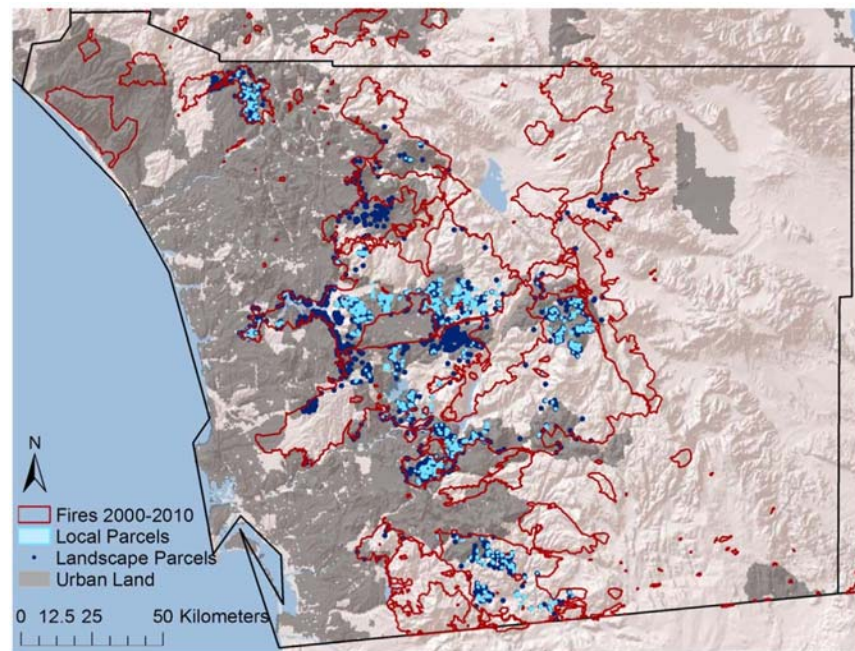 N
Fires 2000-2010
Local Parcels
Landscape Parcels
Urban Land
0 12.5 25 50 Kilometers